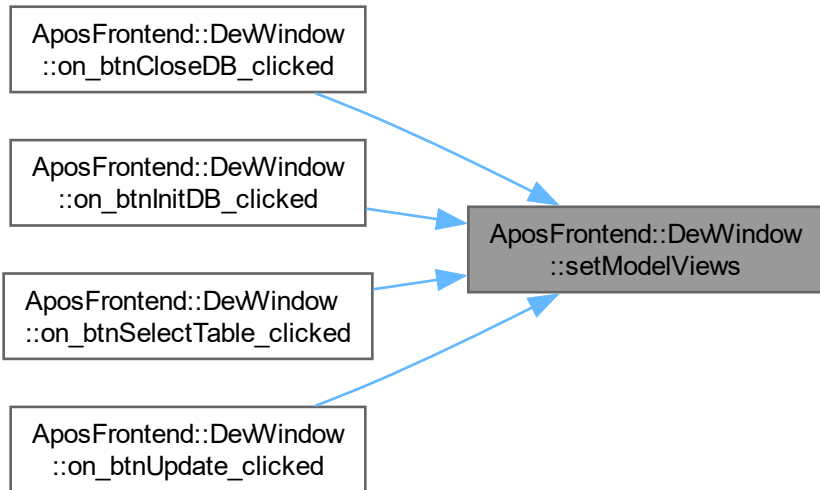 AposFrontend::DevWindow
::on_btnCloseDB_clicked
AposFrontend::DevWindow
::on_btnInitDB_clicked
AposFrontend::DevWindow
::setModelViews
AposFrontend::DevWindow
::on_btnSelectTable_clicked
AposFrontend::DevWindow
::on_btnUpdate_clicked